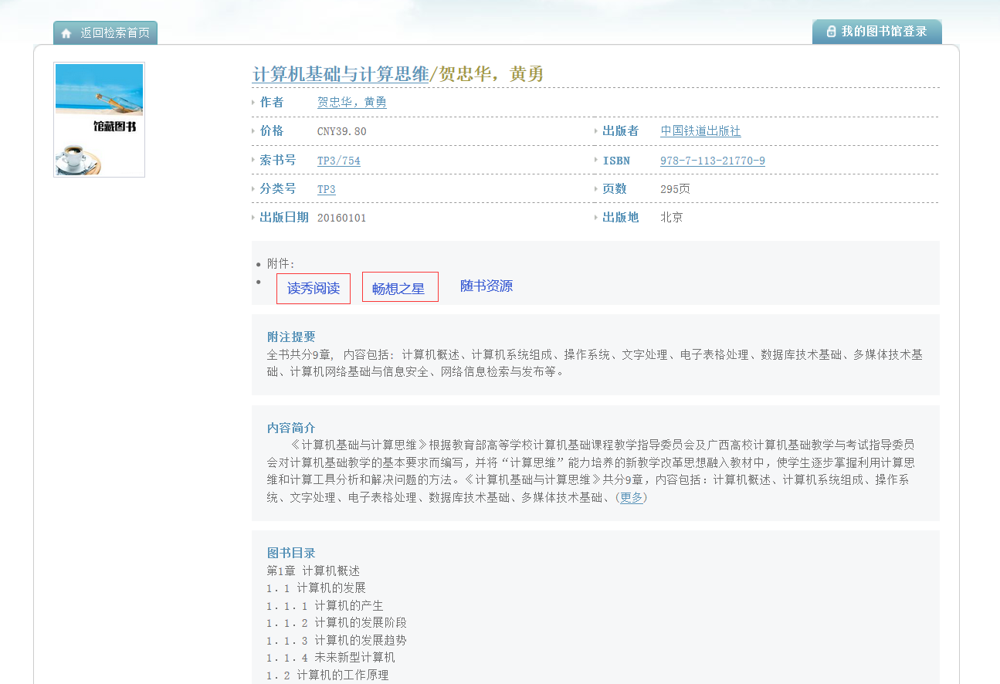 返回检索首页
我的图书馆登录
馆藏图书
计算机基础与计算思维/贺忠华，黄勇
作者 贺忠华，黄勇
价格 CNY39.80 出版者 中国铁道出版社
索书号 TP3/754 ISBN 978-7-113-21770-9
分类号 TP3 页数 295页
出版日期 20160101 出版地 北京
附件:
读秀阅读 畅想之星 随书资源
附注提要
全书共分9章, 内容包括: 计算机概述、计算机系统组成、操作系统、文字处理、电子表格处理、数据库技术基础、多媒体技术基
础、计算机网络基础与信息安全、网络信息检索与发布等。
内容简介
《计算机基础与计算思维》根据教育部高等学校计算机基础课程教学指导委员会及广西高校计算机基础教学与考试指导委员
会对计算机基础教学的基本要求而编写，并将“计算思维”能力培养的新教学改革思想融入教材中，使学生逐步掌握利用计算思
维和计算工具分析和解决问题的方法。《计算机基础与计算思维》共分9章，内容包括：计算机概述、计算机系统组成、操作系
统、文字处理、电子表格处理、数据库技术基础、多媒体技术基础、(更多)
图书目录
第1章 计算机概述
1．1 计算机的发展
1．1．1 计算机的产生
1．1．2 计算机的发展阶段
1．1．3 计算机的发展趋势
1．1．4 未来新型计算机
1．2 计算机的工作原理